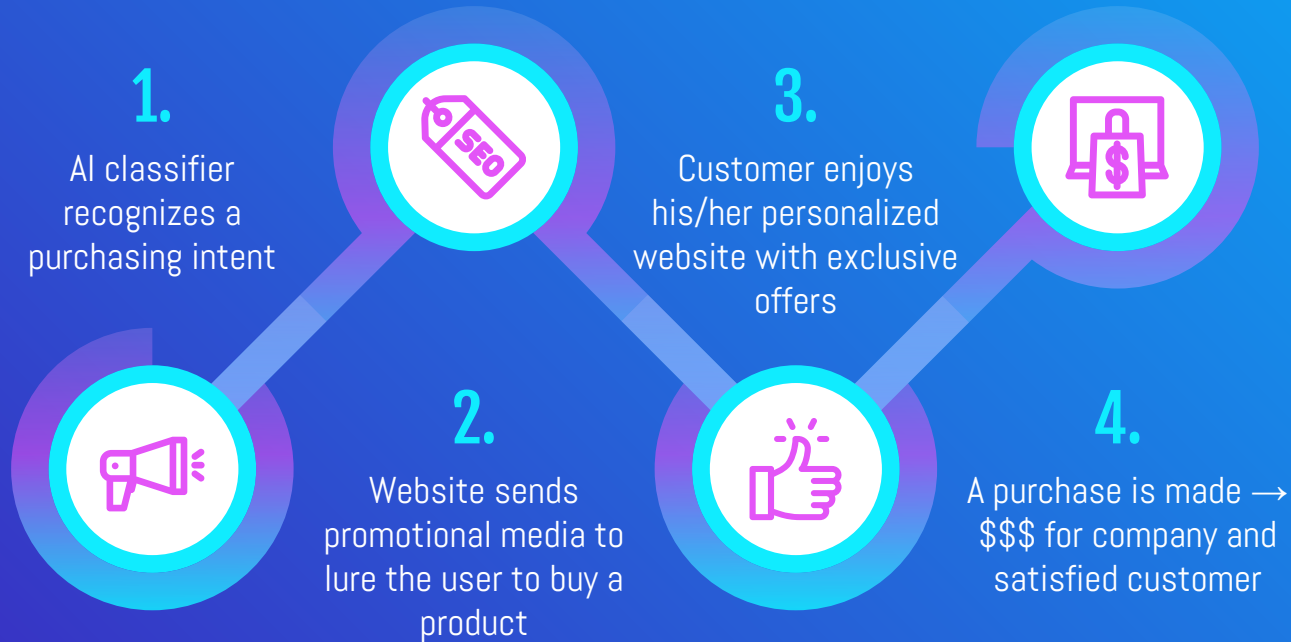 1.
AI classifier
recognizes a
purchasing intent
SEO
2.
Website sends
promotional media to
lure the user to buy a
product
3.
Customer enjoys
his/her personalized
website with exclusive
offers
$
4.
A purchase is made →
$$$ for company and
satisfied customer